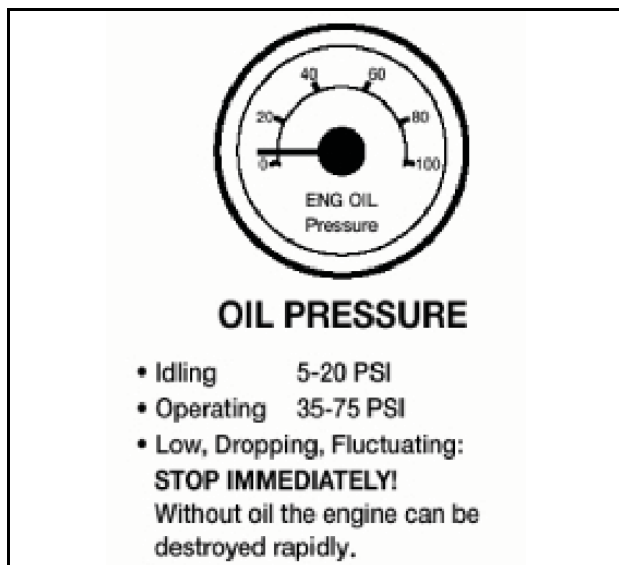 40 60
20 80
0 100
ENG OIL
Pressure
OIL PRESSURE
• Idling 5-20 PSI
• Operating 35-75 PSI
• Low, Dropping, Fluctuating:
STOP IMMEDIATELY!
Without oil the engine can be
destroyed rapidly.